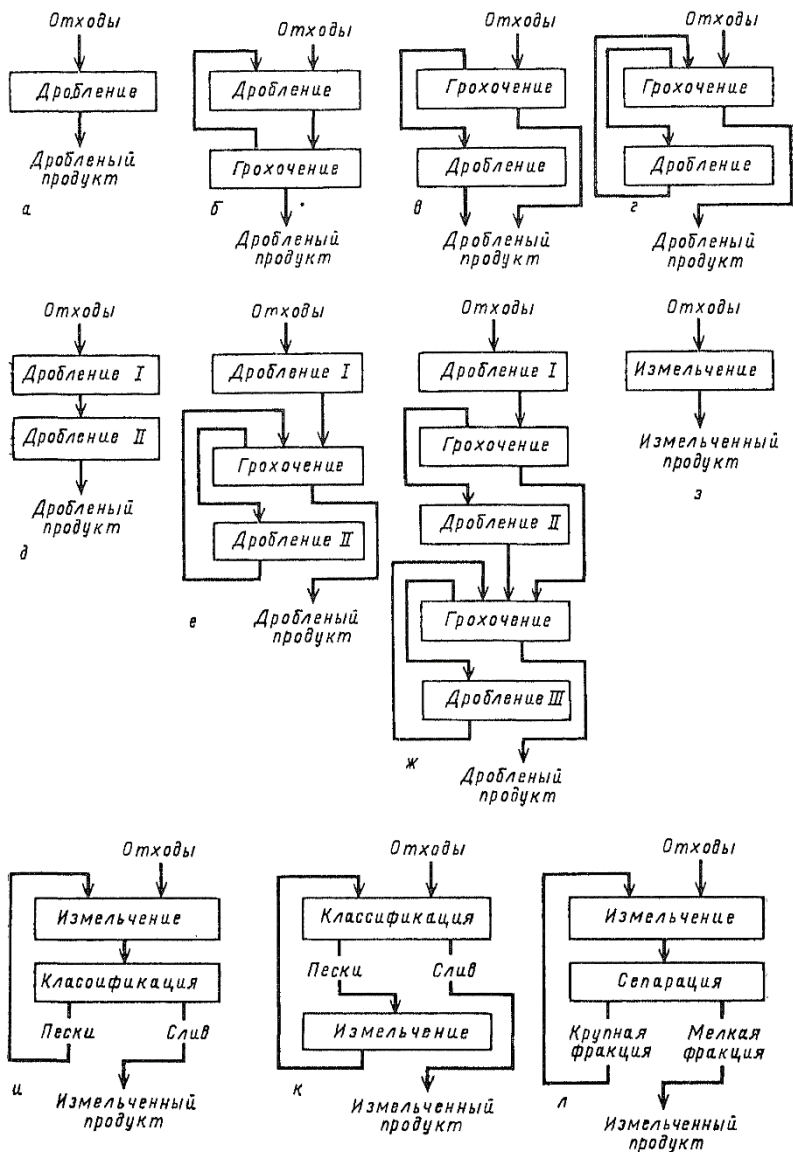 Отходы
Дробление
Дробленый
продукт
а
Отходы
Дробление
Грохочение
Дробленый
продукт
б
Отходы
Грохочение
Дробление
Дробленый
продукт
в
Отходы
Грохочение
Дробление
Дробленый
продукт
г
Отходы
Дробление I
Дробление II
Дробленый
продукт
д
Отходы
Дробление I
Грохочение
Дробление II
Дробленый
продукт
е
Отходы
Дробление I
Грохочение
Дробление II
Грохочение
Дробление III
Дробленый
продукт
ж
Отходы
Измельчение
Измельченный
продукт
з
Отходы
Измельчение
Классификация
Пески
Слив
Измельченный
продукт
и
Отходы
Классификация
Пески
Слив
Измельчение
Измельченный
продукт
к
Отходы
Измельчение
Сепарация
Крупная
фракция
Мелкая
фракция
Измельченный
продукт
л